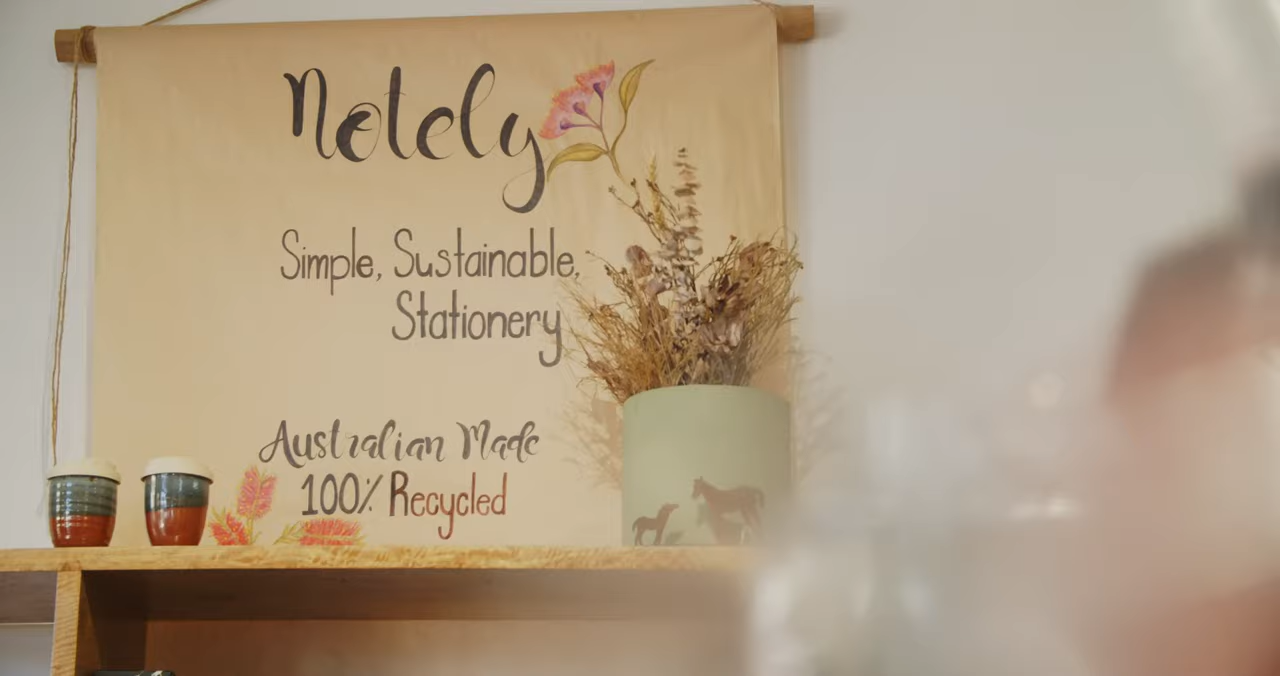 Notely
Simple, Sustainable,
Stationery
Australian Made
100% Recycled